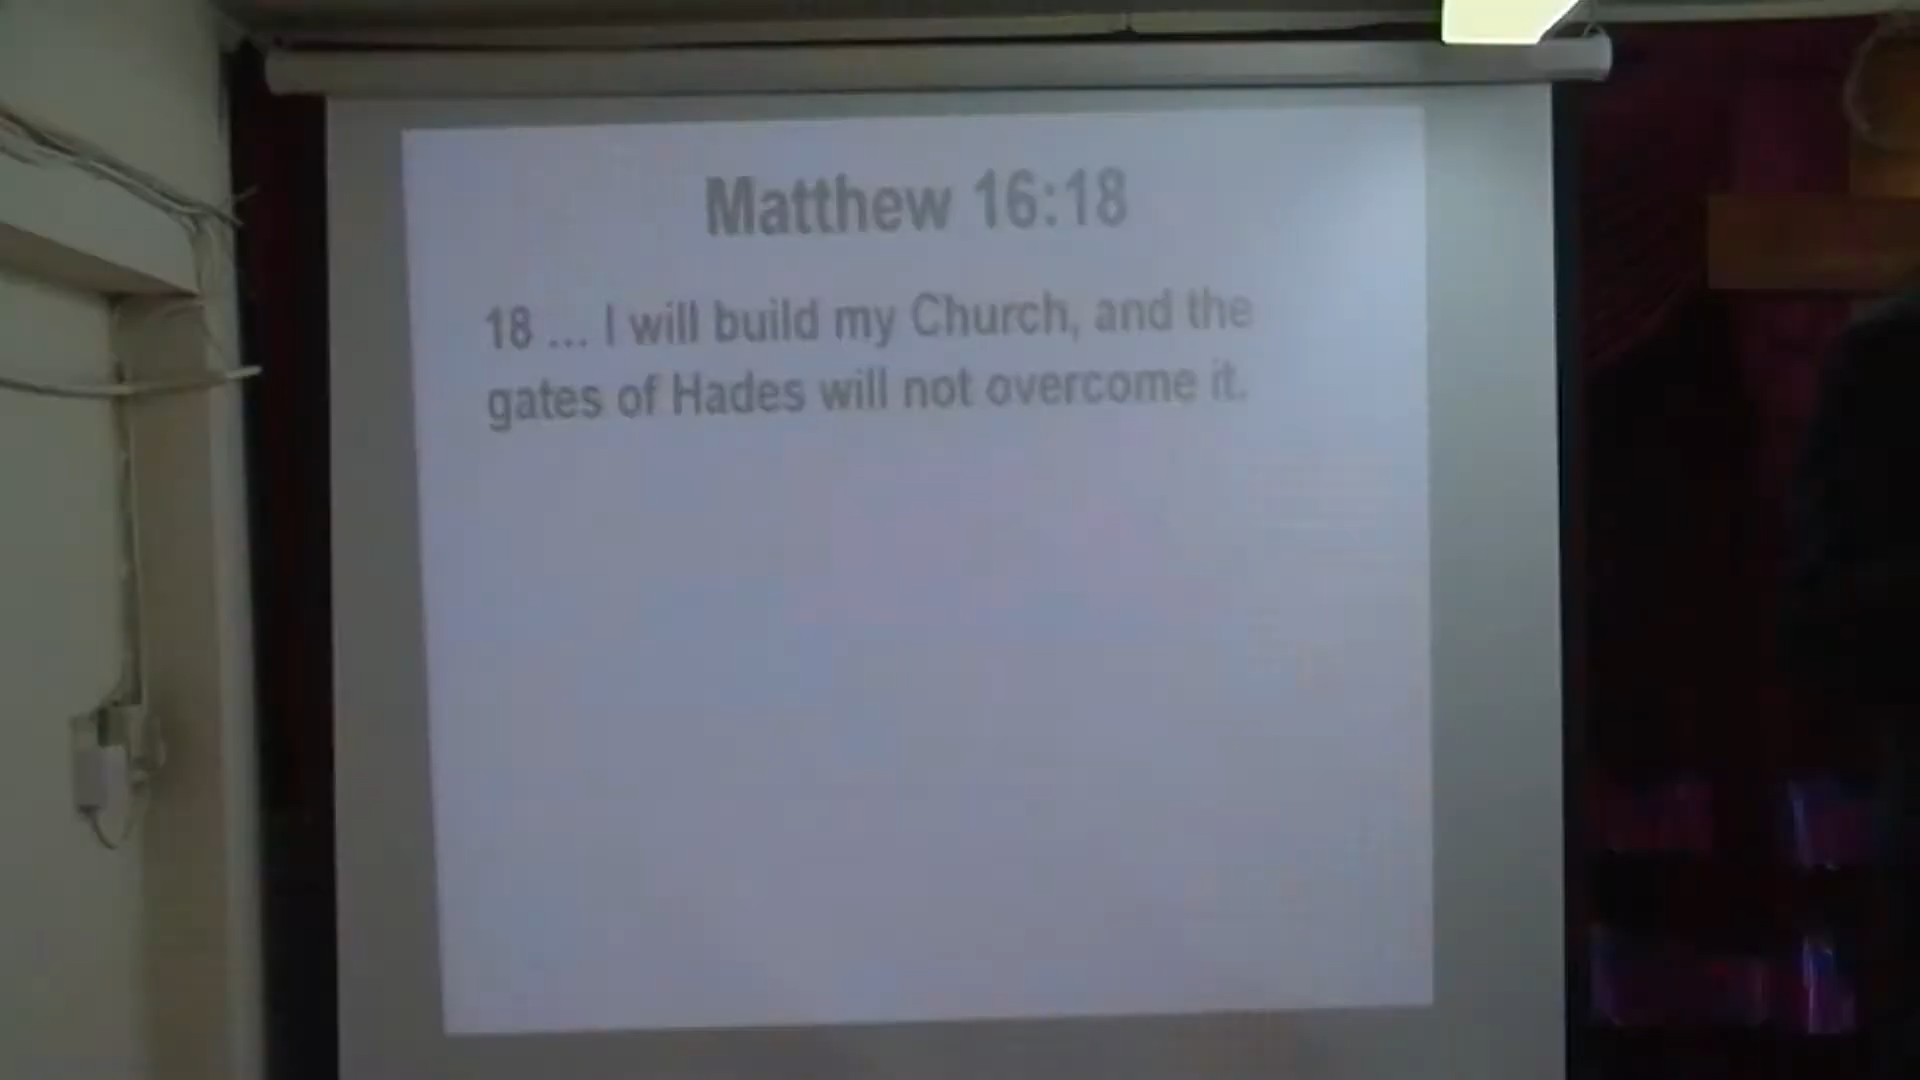 Matthew 16:18
18 ... I will build my Church, and the
gates of Hades will not overcome it.